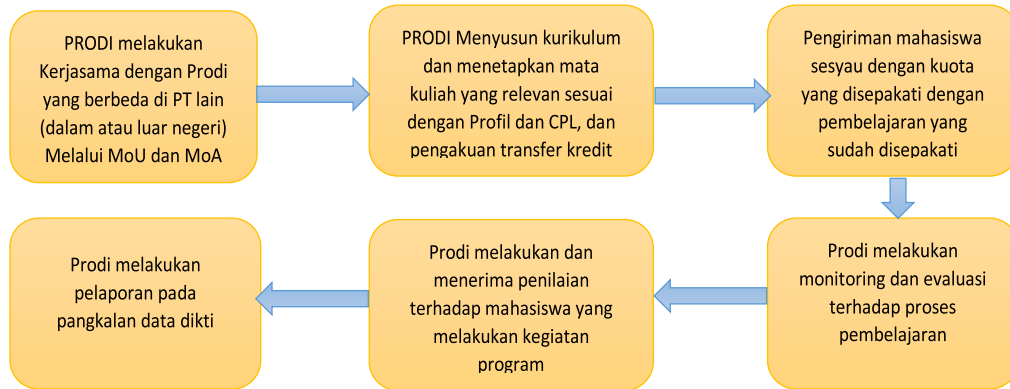 PRODI melakukan
Kerjasama dengan Prodi
yang berbeda di PT lain
(dalam atau luar negeri)
Melalui MoU dan MoA
PRODI Menyusun kurikulum
dan menetapkan mata
kuliah yang relevan sesuai
dengan Profil dan CPL, dan
pengakuan transfer kredit
Pengiriman mahasiswa
sesyau dengan kuota
yang disepakati dengan
pembelajaran yang
sudah disepakati
Prodi melakukan
monitoring dan evaluasi
terhadap proses
pembelajaran
Prodi melakukan dan
menerima penilaian
terhadap mahasiswa yang
melakukan kegiatan
program
Prodi melakukan
pelaporan pada
pangkalan data dikti